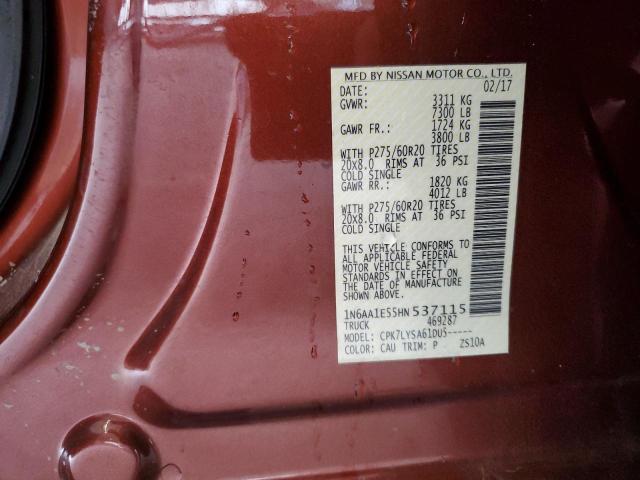 MFD BY NISSAN MOTOR CO., LTD.
DATE: 02/17
GVWR: 3311 KG
7300 LB
GAWR FR.: 1724 KG
3800 LB
WITH P275/60R20 TIRES
20X8.0 RIMS AT 36 PSI
COLD SINGLE
GAWR RR.: 1820 KG
4012 LB
WITH P275/60R20 TIRES
20X8.0 RIMS AT 36 PSI
COLD SINGLE
THIS VEHICLE CONFORMS TO
ALL APPLICABLE FEDERAL
MOTOR VEHICLE SAFETY
STANDARDS IN EFFECT ON
THE DATE OF MANUFACTURE
SHOWN ABOVE.
1N6AA1E55HN537115
TRUCK 469287
MODEL: CPK7LYSA61DUS-----
COLOR: CAU TRIM: P ZS10A